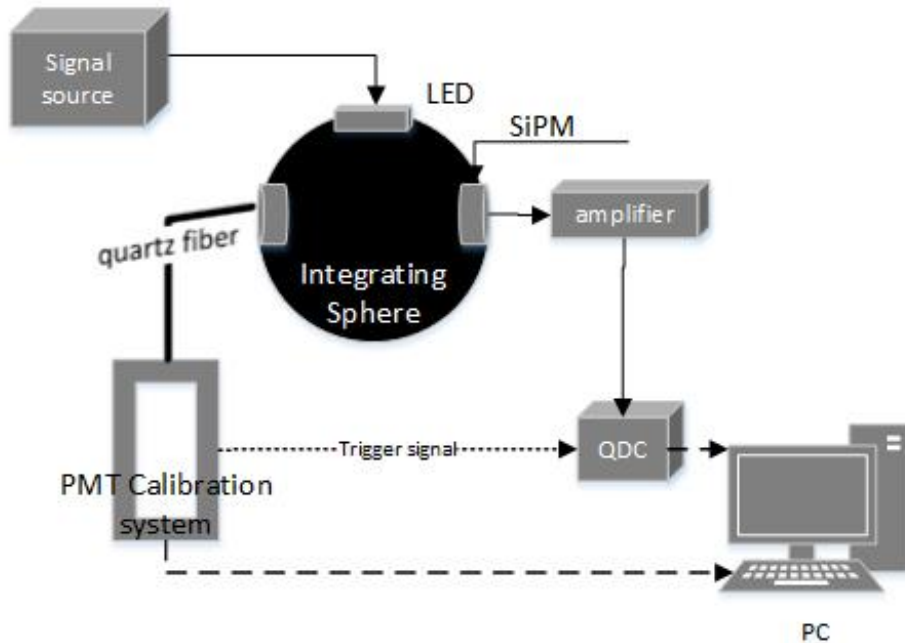 Signal
source
LED
SiPM
amplifier
quartz fiber
Integrating
Sphere
Trigger signal
QDC
PMT Calibration
system
PC